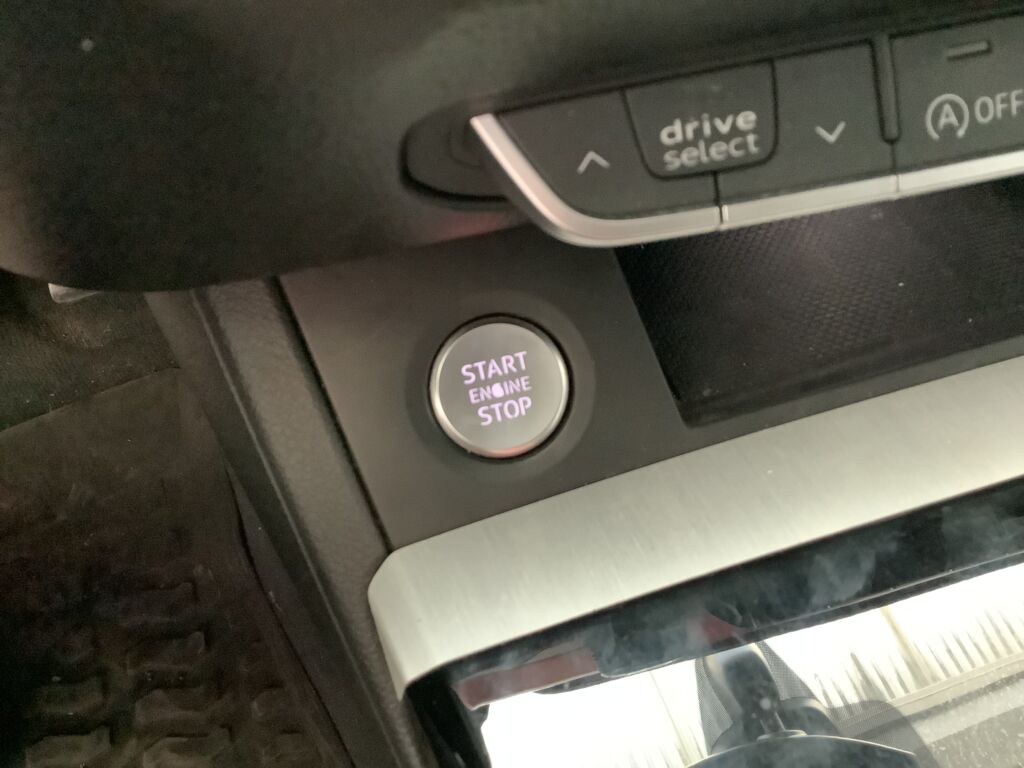 drive
select
A OFF
START
ENGINE
STOP